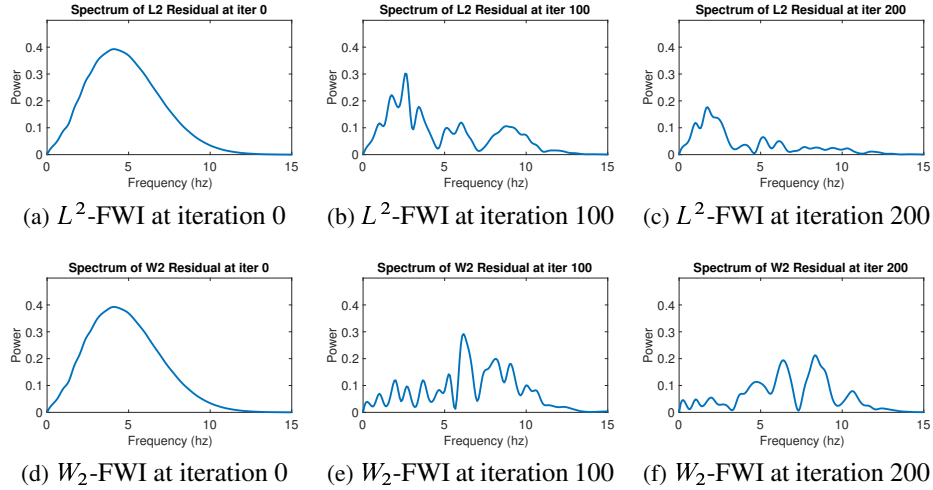 Spectrum of L2 Residual at iter 0
Power
0.4
0.3
0.2
0.1
0
0 5 10 15
Frequency (hz)
(a) L²-FWI at iteration 0
Spectrum of L2 Residual at iter 100
Power
0.4
0.3
0.2
0.1
0
0 5 10 15
Frequency (hz)
(b) L²-FWI at iteration 100
Spectrum of L2 Residual at iter 200
Power
0.4
0.3
0.2
0.1
0
0 5 10 15
Frequency (hz)
(c) L²-FWI at iteration 200
Spectrum of W2 Residual at iter 0
Power
0.4
0.3
0.2
0.1
0
0 5 10 15
Frequency (hz)
(d) W₂-FWI at iteration 0
Spectrum of W2 Residual at iter 100
Power
0.4
0.3
0.2
0.1
0
0 5 10 15
Frequency (hz)
(e) W₂-FWI at iteration 100
Spectrum of W2 Residual at iter 200
Power
0.4
0.3
0.2
0.1
0
0 5 10 15
Frequency (hz)
(f) W₂-FWI at iteration 200